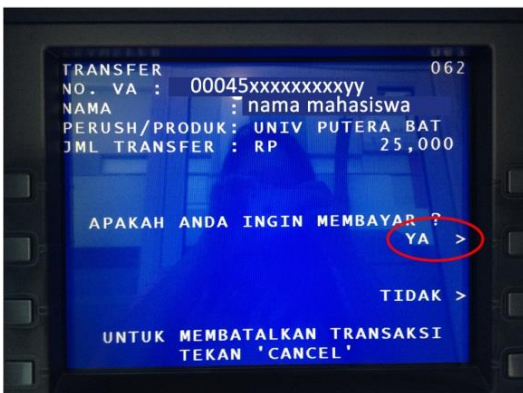 TRANSFER 062
NO. VA : 00045xxxxxxxxxyy
NAMA : nama mahasiswa
PERUSH/PRODUK: UNIV PUTERA BAT
JML TRANSFER : RP 25,000
APAKAH ANDA INGIN MEMBAYAR ?
YA >
TIDAK >
UNTUK MEMBATALKAN TRANSAKSI
TEKAN 'CANCEL'